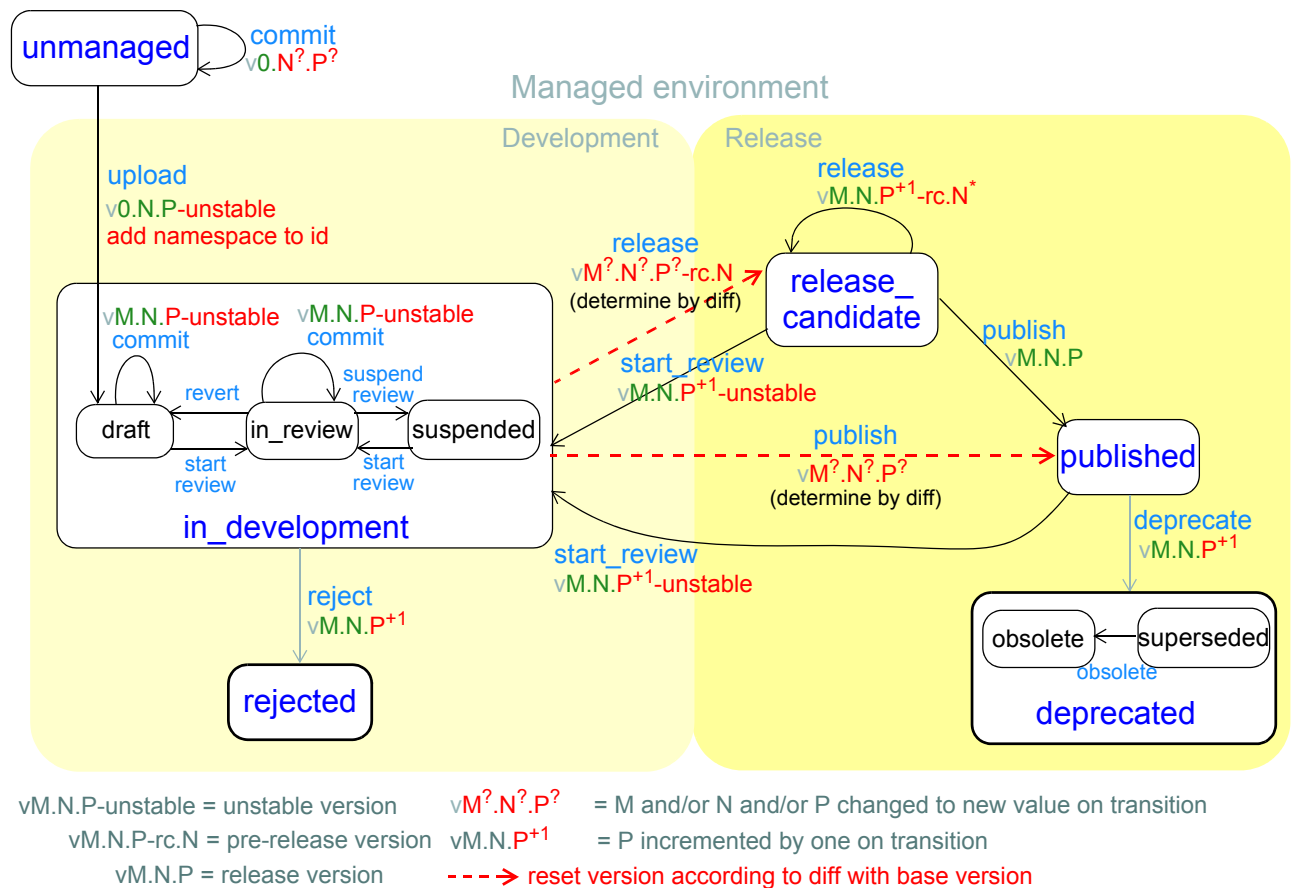 unmanaged
commit
v0.N?.P?
Managed environment
Development
Release
upload
v0.N.P-unstable
add namespace to id
release
vM.N.P+1-rc.N*
release
vM?.N?.P?-rc.N
(determine by diff)
release_
candidate
vM.N.P-unstable
commit
vM.N.P-unstable
commit
publish
vM.N.P
start_review
vM.N.P+1-unstable
revert
suspend
review
draft
in_review
suspended
start
review
start
review
publish
vM?.N?.P?
(determine by diff)
published
in_development
start_review
vM.N.P+1-unstable
deprecate
vM.N.P+1
reject
vM.N.P+1
obsolete
superseded
obsolete
deprecated
rejected
vM.N.P-unstable = unstable version
vM?.N?.P? = M and/or N and/or P changed to new value on transition
vM.N.P-rc.N = pre-release version
vM.N.P+1 = P incremented by one on transition
vM.N.P = release version
reset version according to diff with base version